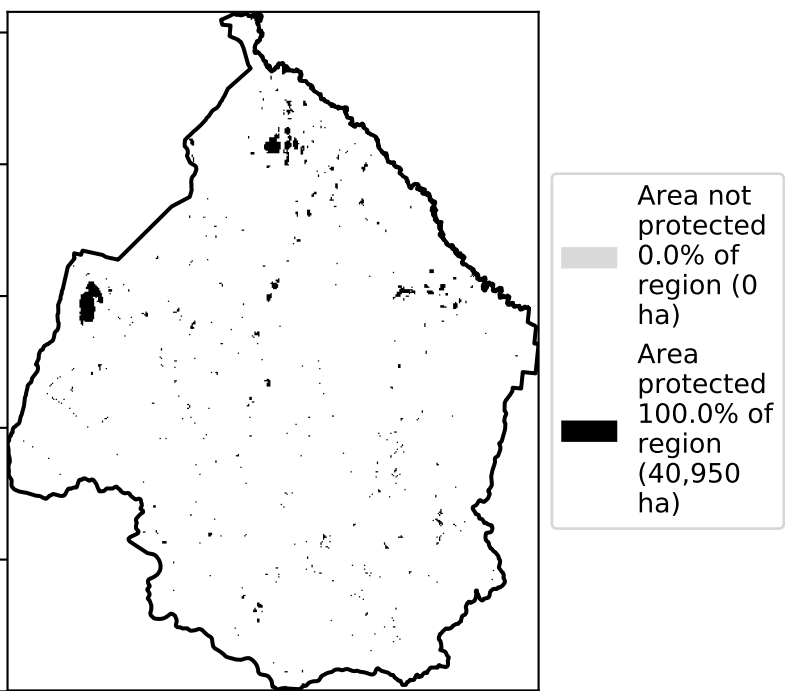 Area not
protected
0.0% of
region (0
ha)
Area
protected
100.0% of
region
(40,950
ha)